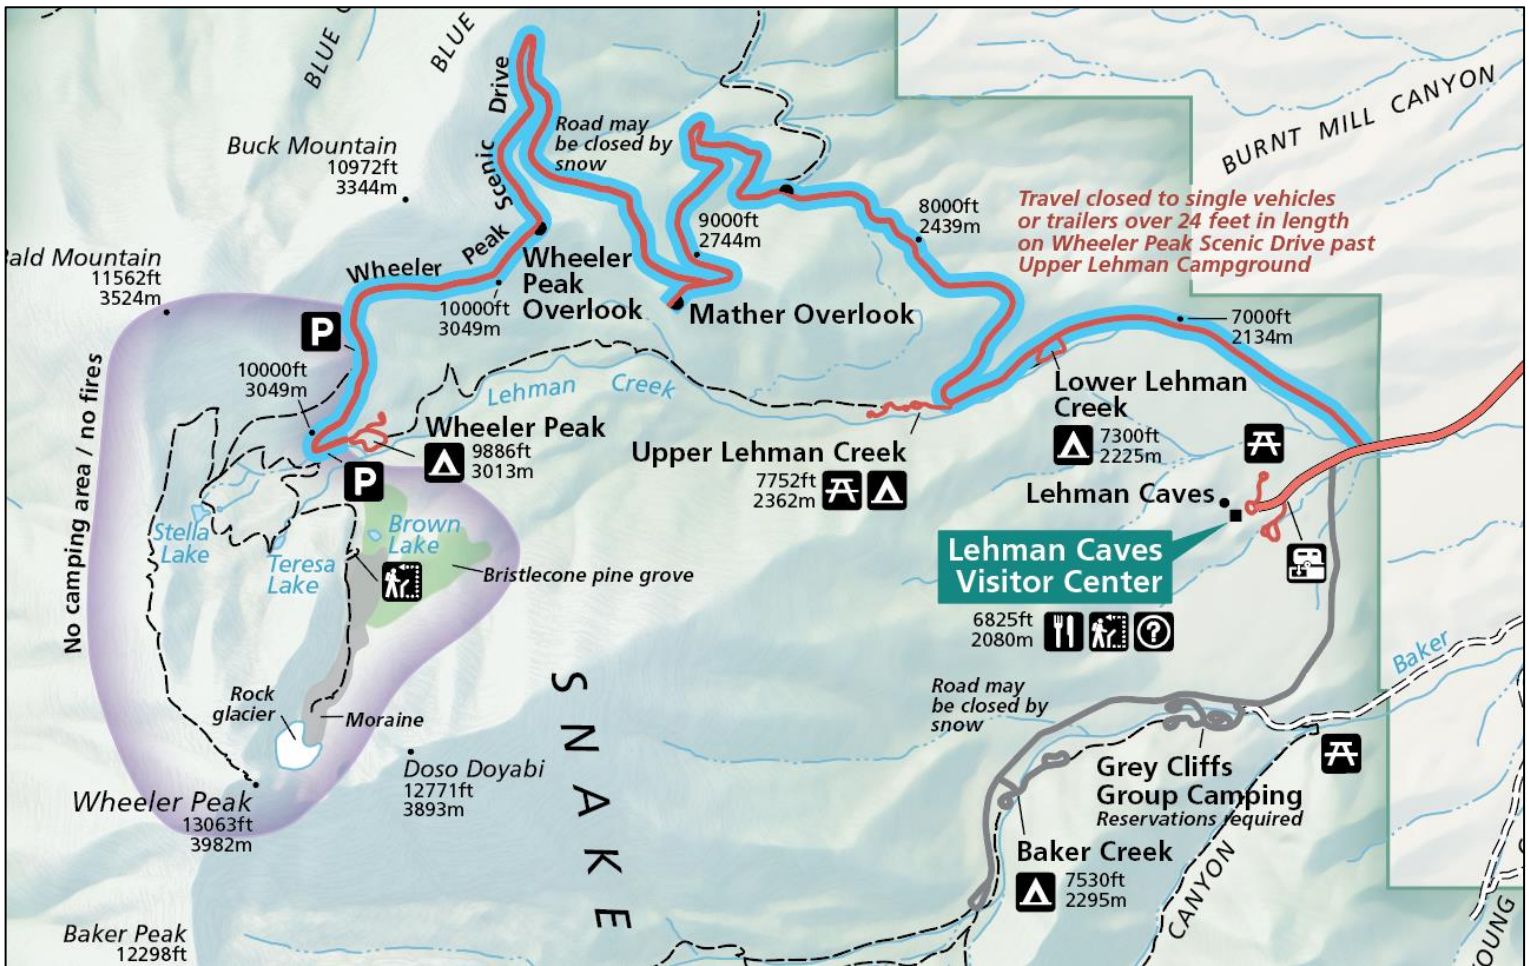 BLUE
BLUE
Wheeler Peak Scenic Drive
Road may
be closed by
snow
BURNT MILL CANYON
Buck Mountain
10972ft
3344m
8000ft
2439m
9000ft
2744m
Travel closed to single vehicles
or trailers over 24 feet in length
on Wheeler Peak Scenic Drive past
Upper Lehman Campground
ald Mountain
11562ft
3524m
Wheeler
Peak
Overlook
10000ft
3049m
Mather Overlook
7000ft
2134m
P
10000ft
3049m
No camping area / no fires
Lehman Creek
Lower Lehman
Creek
7300ft
2225m
Wheeler Peak
9886ft
3013m
Upper Lehman Creek
7752ft
2362m
P
Lehman Caves
Stella
Lake
Brown
Lake
Teresa
Lake
Bristlecone pine grove
Lehman Caves
Visitor Center
6825ft
2080m
?
Baker
Rock
glacier
Moraine
Road may
be closed by
snow
SNAKE
Doso Doyabi
12771ft
3893m
Grey Cliffs
Group Camping
Reservations required
Wheeler Peak
13063ft
3982m
Baker Creek
7530ft
2295m
CANYON
OUNG
Baker Peak
12298ft